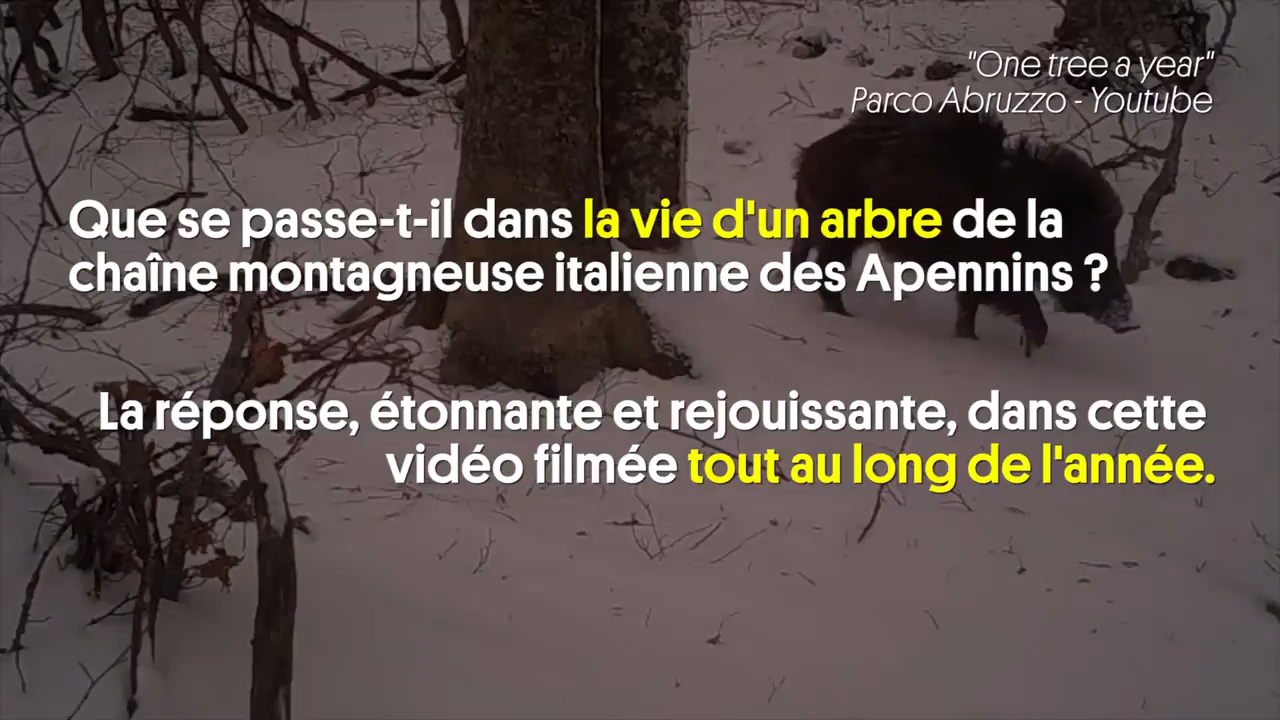 "One tree a year"
Parco Abruzzo - Youtube
Que se passe-t-il dans la vie d'un arbre de la
chaîne montagneuse italienne des Apennins ?
La réponse, étonnante et rejouissante, dans cette
vidéo filmée tout au long de l'année.